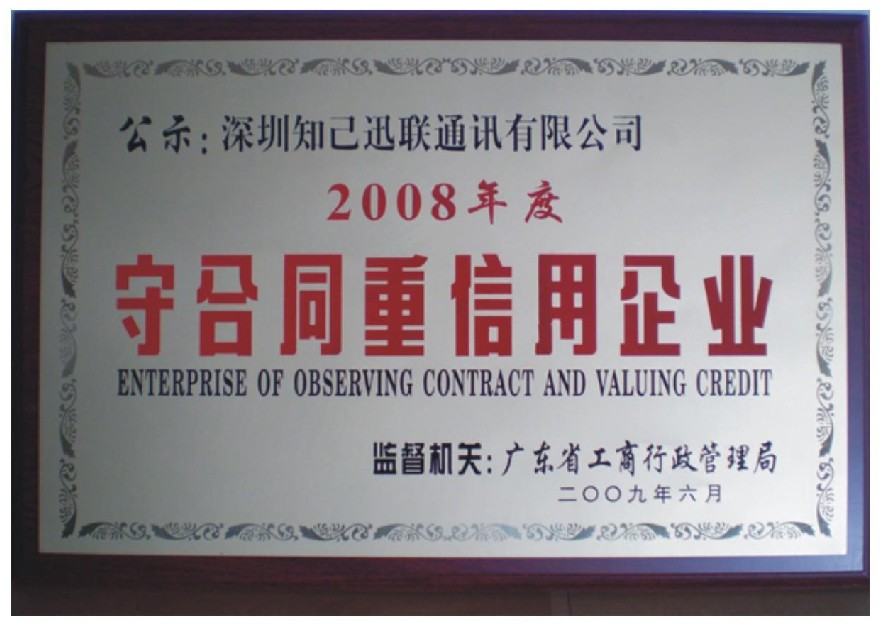 公示:深圳知己迅联通讯有限公司
2008年度
守合同重信用企业
ENTERPRISE OF OBSERVING CONTRACT AND VALUING CREDIT
监督机关:广东省工商行政管理局
二〇〇九年六月